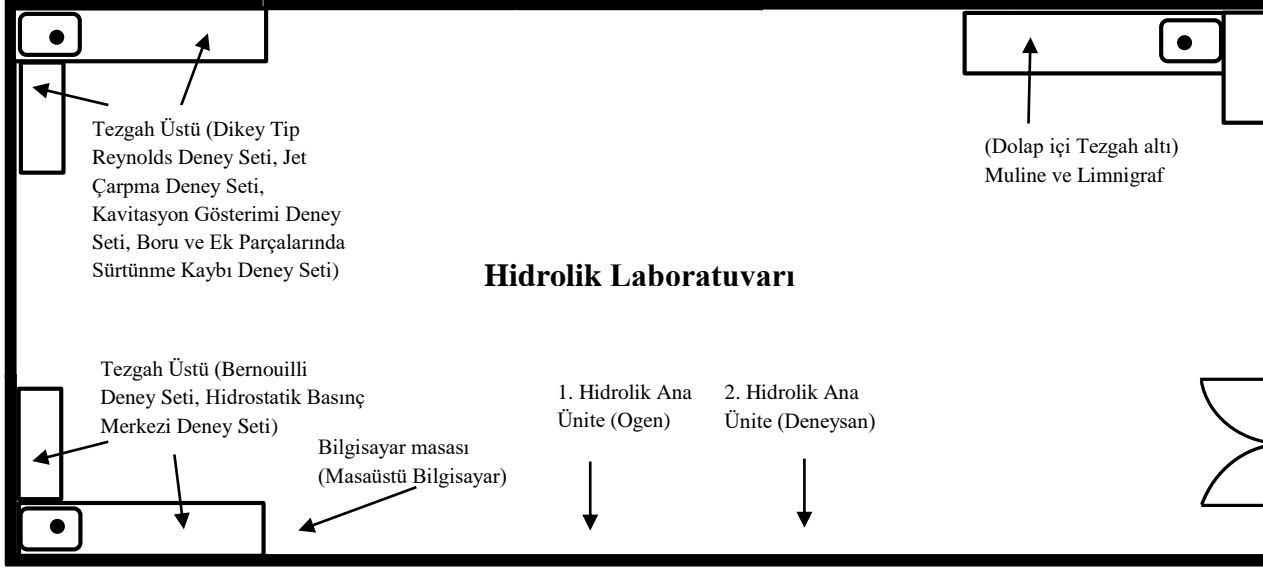 Tezgah Üstü (Dikey Tip
Reynolds Deney Seti, Jet
Çarpma Deney Seti,
Kavitasyon Gösterimi Deney
Seti, Boru ve Ek Parçalarında
Sürtünme Kaybı Deney Seti)
(Dolap içi Tezgah altı)
Muline ve Limnigraf
Hidrolik Laboratuvarı
Tezgah Üstü (Bernouilli
Deney Seti, Hidrostatik Basınç
Merkezi Deney Seti)
Bilgisayar masası
(Masaüstü Bilgisayar)
1. Hidrolik Ana
Ünite (Ogen)
2. Hidrolik Ana
Ünite (Deneysan)